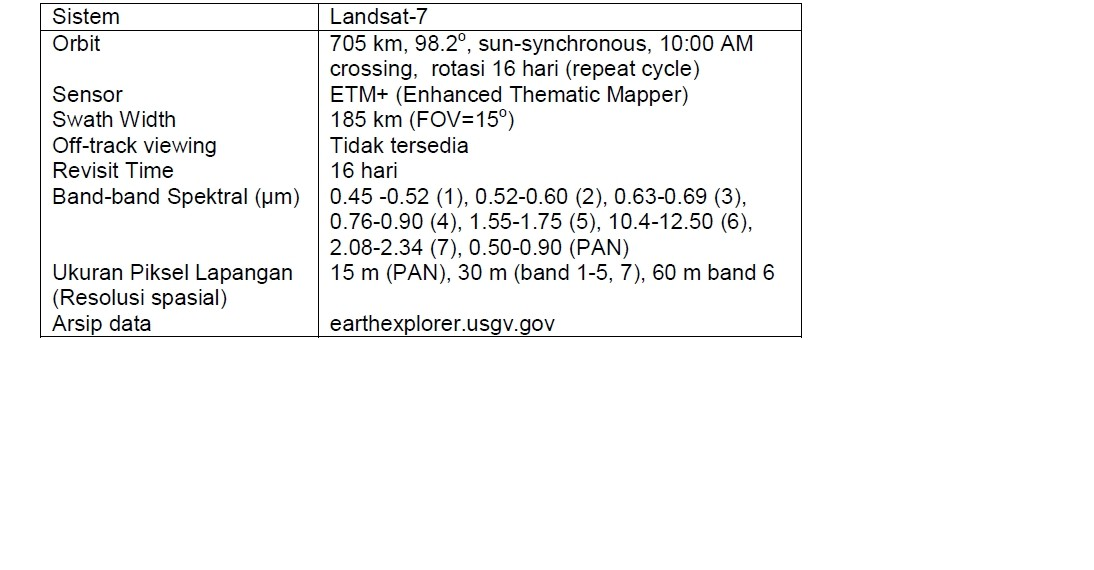 Sistem Landsat-7
Orbit 705 km, 98.2º, sun-synchronous, 10:00 AM
crossing, rotasi 16 hari (repeat cycle)
Sensor ETM+ (Enhanced Thematic Mapper)
Swath Width 185 km (FOV=15º)
Off-track viewing Tidak tersedia
Revisit Time 16 hari
Band-band Spektral (µm) 0.45 -0.52 (1), 0.52-0.60 (2), 0.63-0.69 (3),
0.76-0.90 (4), 1.55-1.75 (5), 10.4-12.50 (6),
2.08-2.34 (7), 0.50-0.90 (PAN)
Ukuran Piksel Lapangan 15 m (PAN), 30 m (band 1-5, 7), 60 m band 6
(Resolusi spasial)
Arsip data earthexplorer.usgv.gov